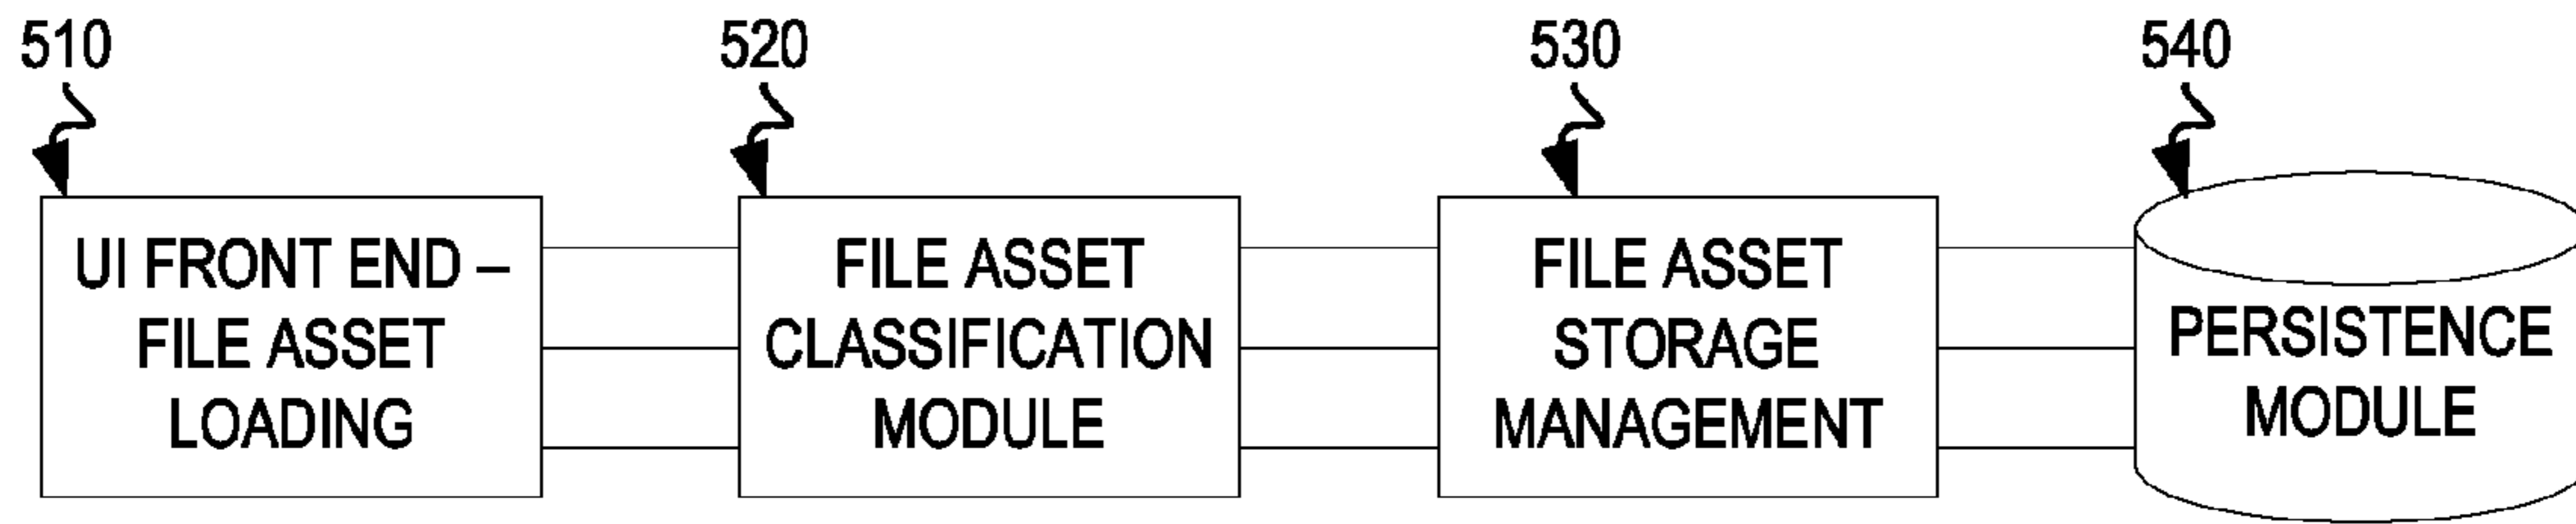 510
520
530
540
UI FRONT END –
FILE ASSET
LOADING
FILE ASSET
CLASSIFICATION
MODULE
FILE ASSET
STORAGE
MANAGEMENT
PERSISTENCE
MODULE